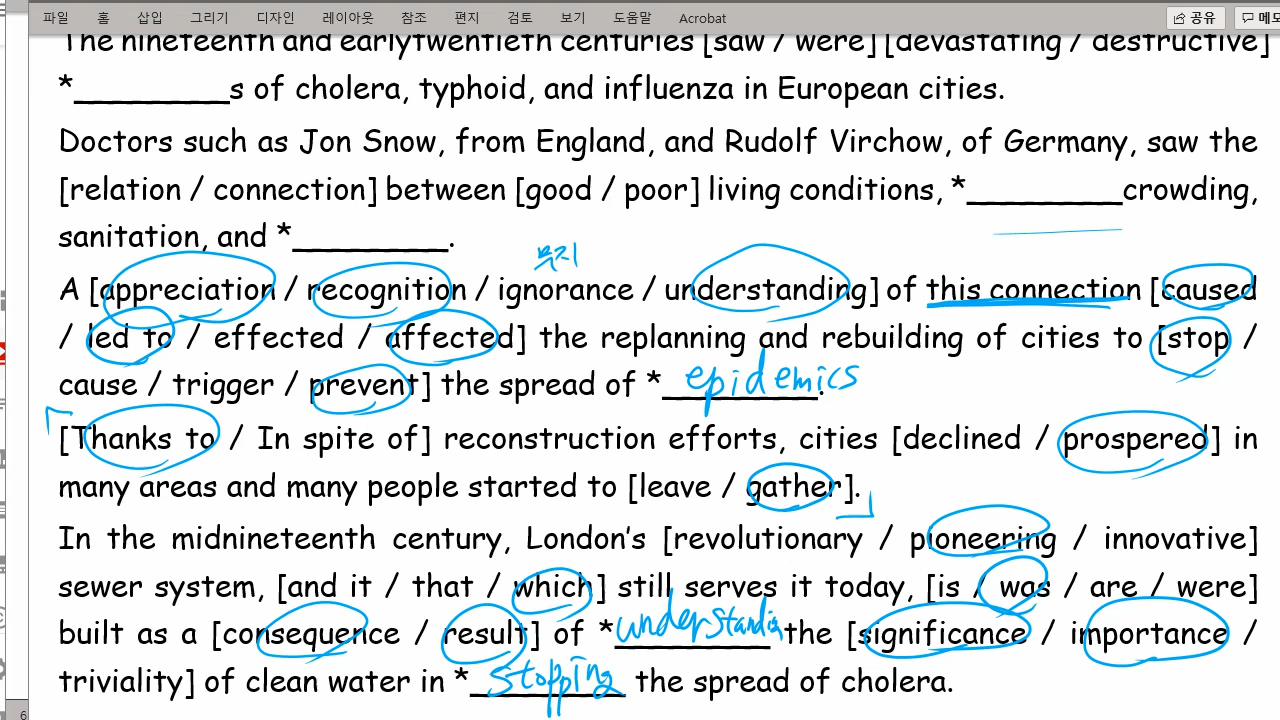 파일 홈 삽입 그리기 디자인 레이아웃 참조 편지 검토 보기 도움말 Acrobat 공유 메모
The nineteenth and earlytwentieth centuries [saw / were] [devastating / destructive]
*_________s of cholera, typhoid, and influenza in European cities.
Doctors such as Jon Snow, from England, and Rudolf Virchow, of Germany, saw the
[relation / connection] between [good / poor] living conditions, *_________crowding,
sanitation, and *_________.
무지
A [appreciation / recognition / ignorance / understanding] of this connection [caused
/ led to / effected / affected] the replanning and rebuilding of cities to [stop /
cause / trigger / prevent] the spread of * epidemics.
[Thanks to / In spite of] reconstruction efforts, cities [declined / prospered] in
many areas and many people started to [leave / gather].
In the midnineteenth century, London's [revolutionary / pioneering / innovative]
sewer system, [and it / that / which] still serves it today, [is / was / are / were]
built as a [consequence / result] of * the [significance / importance /
triviality] of clean water in * stopping the spread of cholera.
6